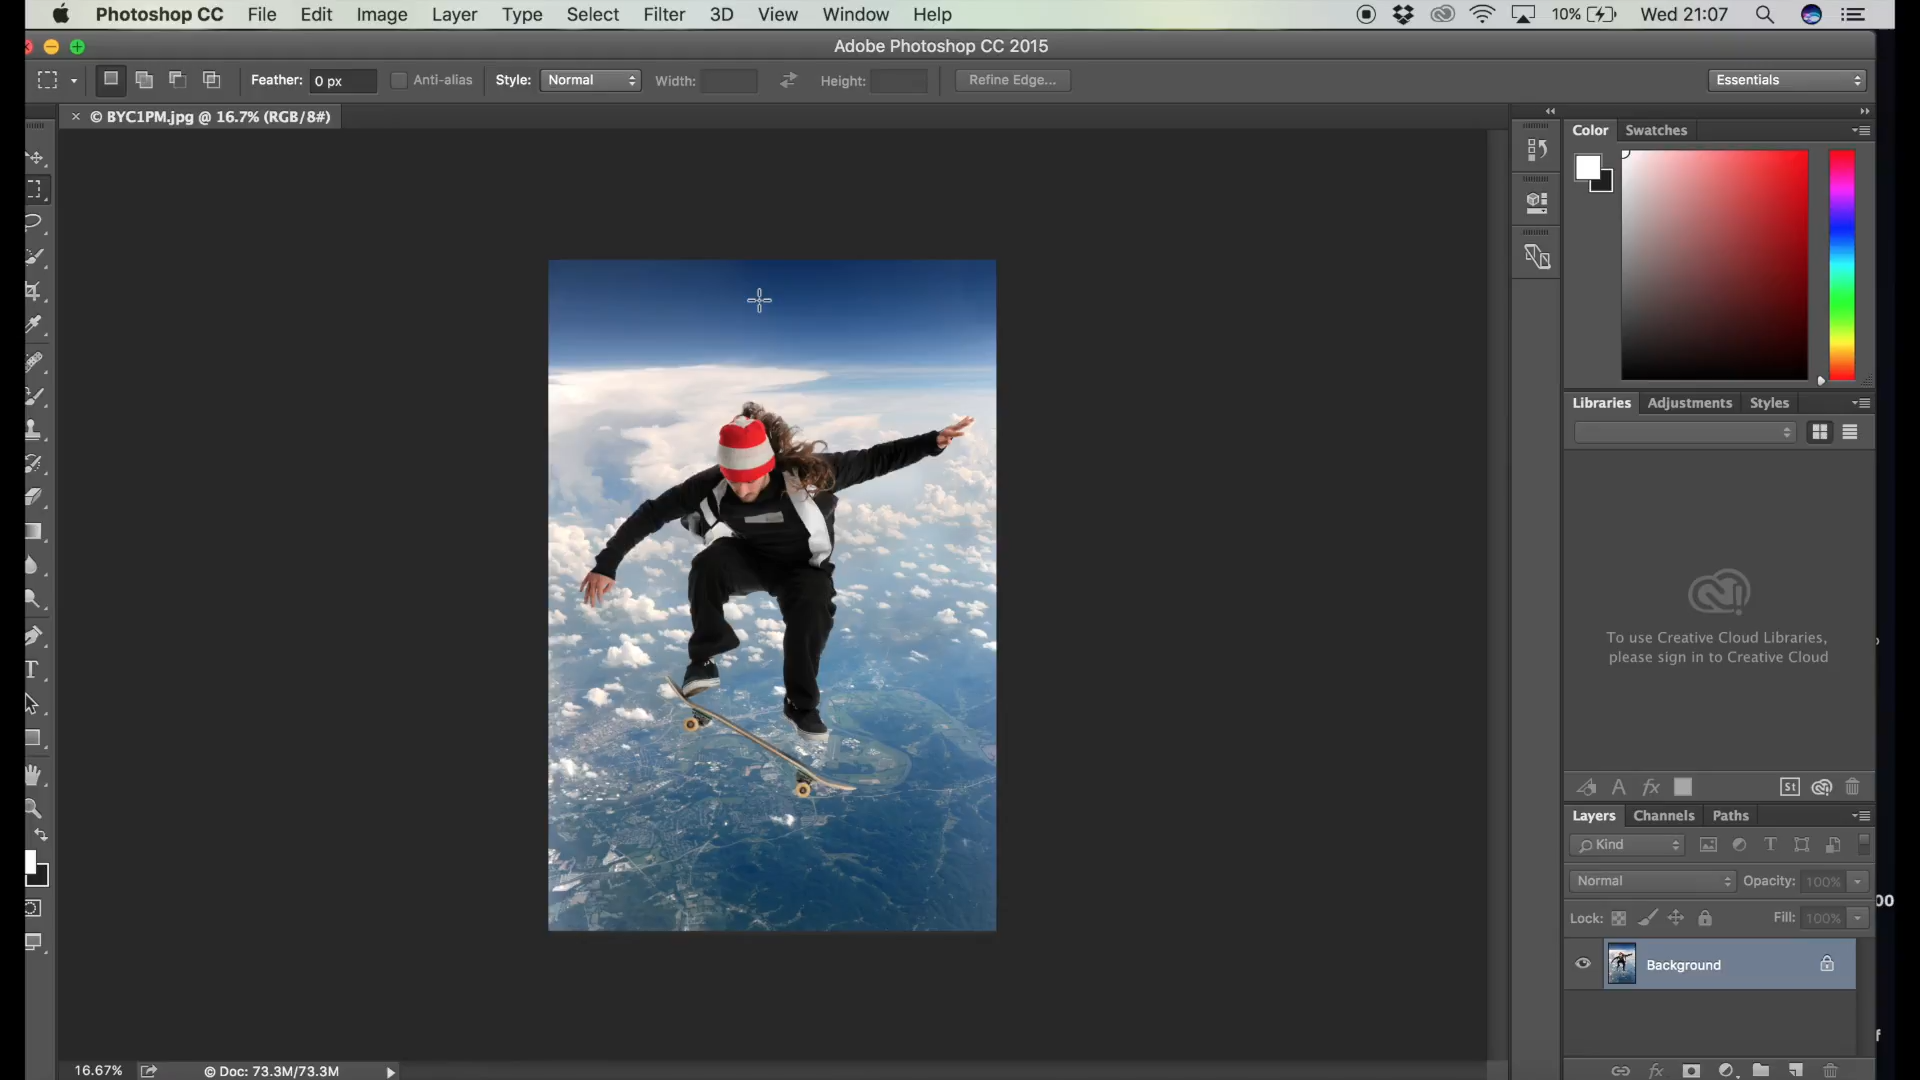 Photoshop CC File Edit Image Layer Type Select Filter 3D View Window Help 10% Wed 21:07
Adobe Photoshop CC 2015
Feather: 0 px Anti-alias Style: Normal Width: Height: Refine Edge... Essentials
© BYC1PM.jpg @ 16.7% (RGB/8#)
Color Swatches
Libraries Adjustments Styles
To use Creative Cloud Libraries,
please sign in to Creative Cloud
St
Layers Channels Paths
Kind
Normal Opacity: 100%
Lock: Fill: 100%
00
Background
16.67% © Doc: 73.3M/73.3M